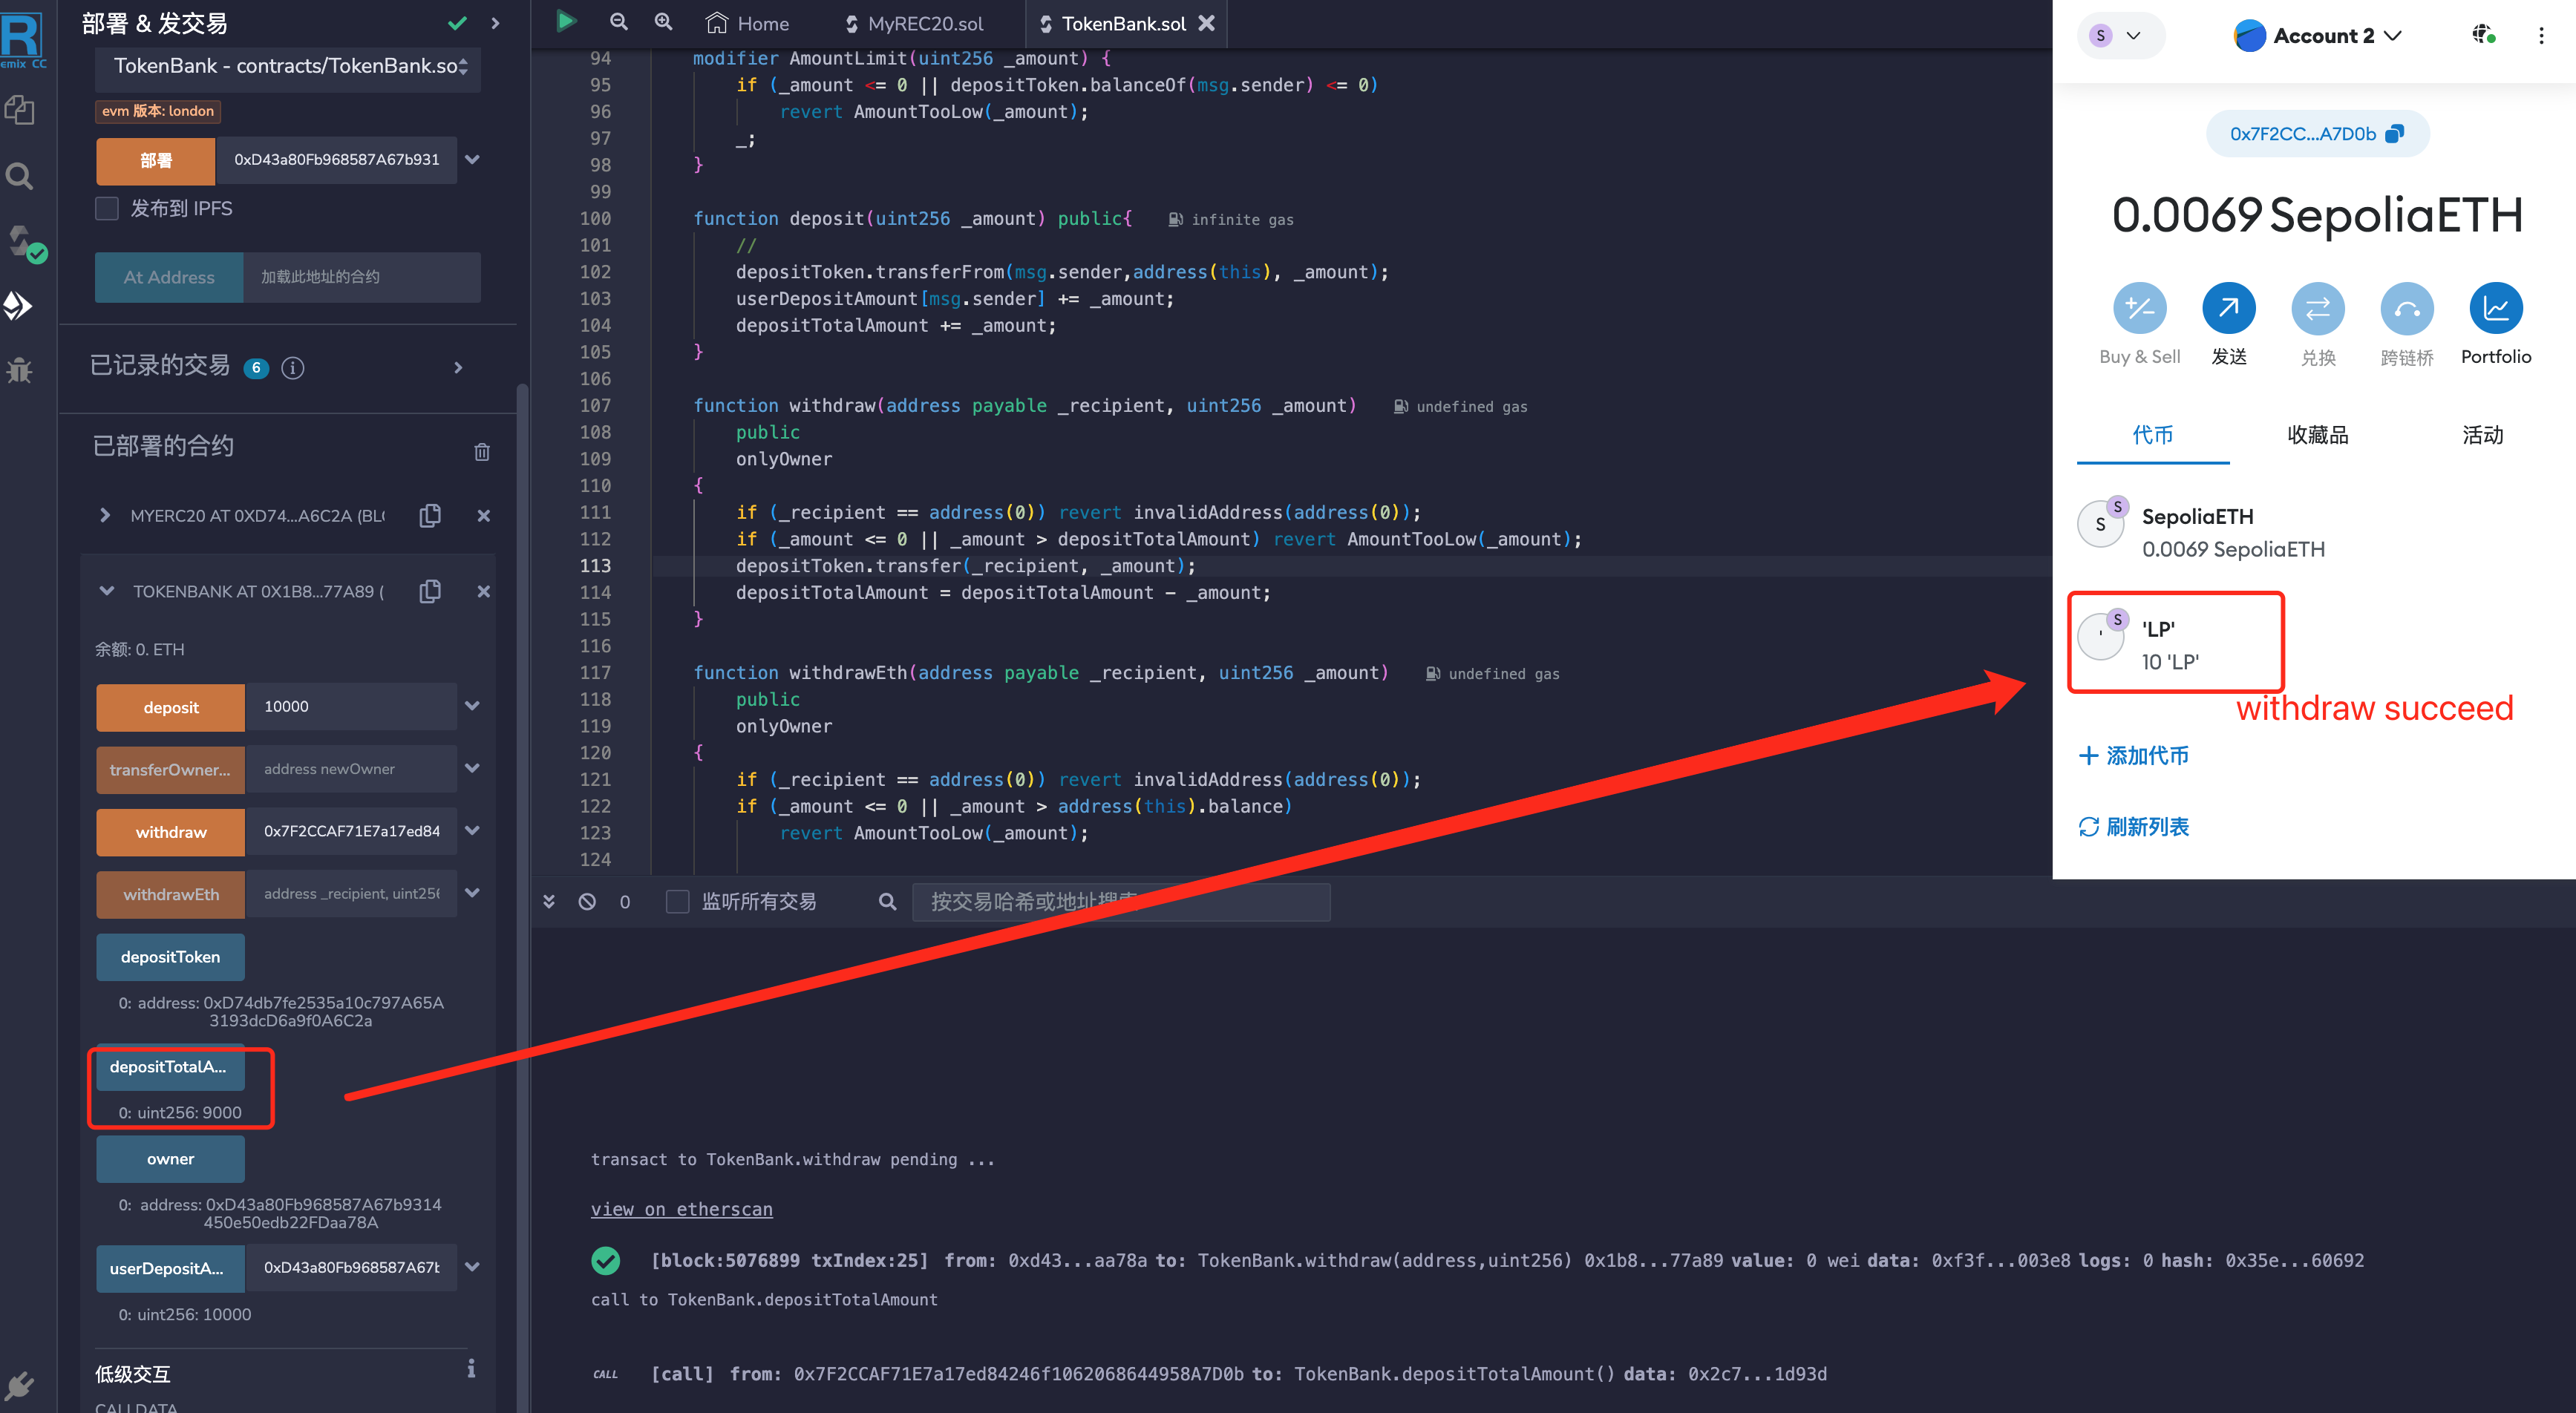 R
emix CC
部署 & 发交易
TokenBank - contracts/TokenBank.so
evm 版本: london
部署
0xD43a80Fb968587A67b931
发布到 IPFS
At Address
加载此地址的合约
已记录的交易 6
已部署的合约
MYERC20 AT 0XD74...A6C2A (BLC
TOKENBANK AT 0X1B8...77A89 (
余额: 0. ETH
deposit
10000
transferOwner...
address newOwner
withdraw
0x7F2CCAF71E7a17ed84
withdrawEth
address _recipient, uint256
depositToken
0: address: 0xD74db7fe2535a10c797A65A
3193dcD6a9f0A6C2a
depositTotalA...
0: uint256: 9000
owner
0: address: 0xD43a80Fb968587A67b9314
450e50edb22FDaa78A
userDepositA...
0xD43a80Fb968587A67b
0: uint256: 10000
低级交互
CALLDATA
Home
MyREC20.sol
TokenBank.sol
94 modifier AmountLimit(uint256 _amount) {
95 if (_amount <= 0 || depositToken.balanceOf(msg.sender) <= 0)
96 revert AmountTooLow(_amount);
97 _;
98 }
99
100 function deposit(uint256 _amount) public{ infinite gas
101 //
102 depositToken.transferFrom(msg.sender,address(this), _amount);
103 userDepositAmount[msg.sender] += _amount;
104 depositTotalAmount += _amount;
105 }
106
107 function withdraw(address payable _recipient, uint256 _amount) undefined gas
108 public
109 onlyOwner
110 {
111 if (_recipient == address(0)) revert invalidAddress(address(0));
112 if (_amount <= 0 || _amount > depositTotalAmount) revert AmountTooLow(_amount);
113 depositToken.transfer(_recipient, _amount);
114 depositTotalAmount = depositTotalAmount - _amount;
115 }
116
117 function withdrawEth(address payable _recipient, uint256 _amount) undefined gas
118 public
119 onlyOwner
120 {
121 if (_recipient == address(0)) revert invalidAddress(address(0));
122 if (_amount <= 0 || _amount > address(this).balance)
123 revert AmountTooLow(_amount);
124
0
监听所有交易
按交易哈希或地址搜索
transact to TokenBank.withdraw pending ...
view on etherscan
[block:5076899 txIndex:25] from: 0xd43...aa78a to: TokenBank.withdraw(address,uint256) 0x1b8...77a89 value: 0 wei data: 0xf3f...003e8 logs: 0 hash: 0x35e...60692
call to TokenBank.depositTotalAmount
CALL [call] from: 0x7F2CCAF71E7a17ed84246f1062068644958A7D0b to: TokenBank.depositTotalAmount() data: 0x2c7...1d93d
S
Account 2
0x7F2CC...A7D0b
0.0069 SepoliaETH
Buy & Sell
发送
兑换
跨链桥
Portfolio
代币
收藏品
活动
S
S
SepoliaETH
0.0069 SepoliaETH
S
'
'LP'
10 'LP'
withdraw succeed
添加代币
刷新列表